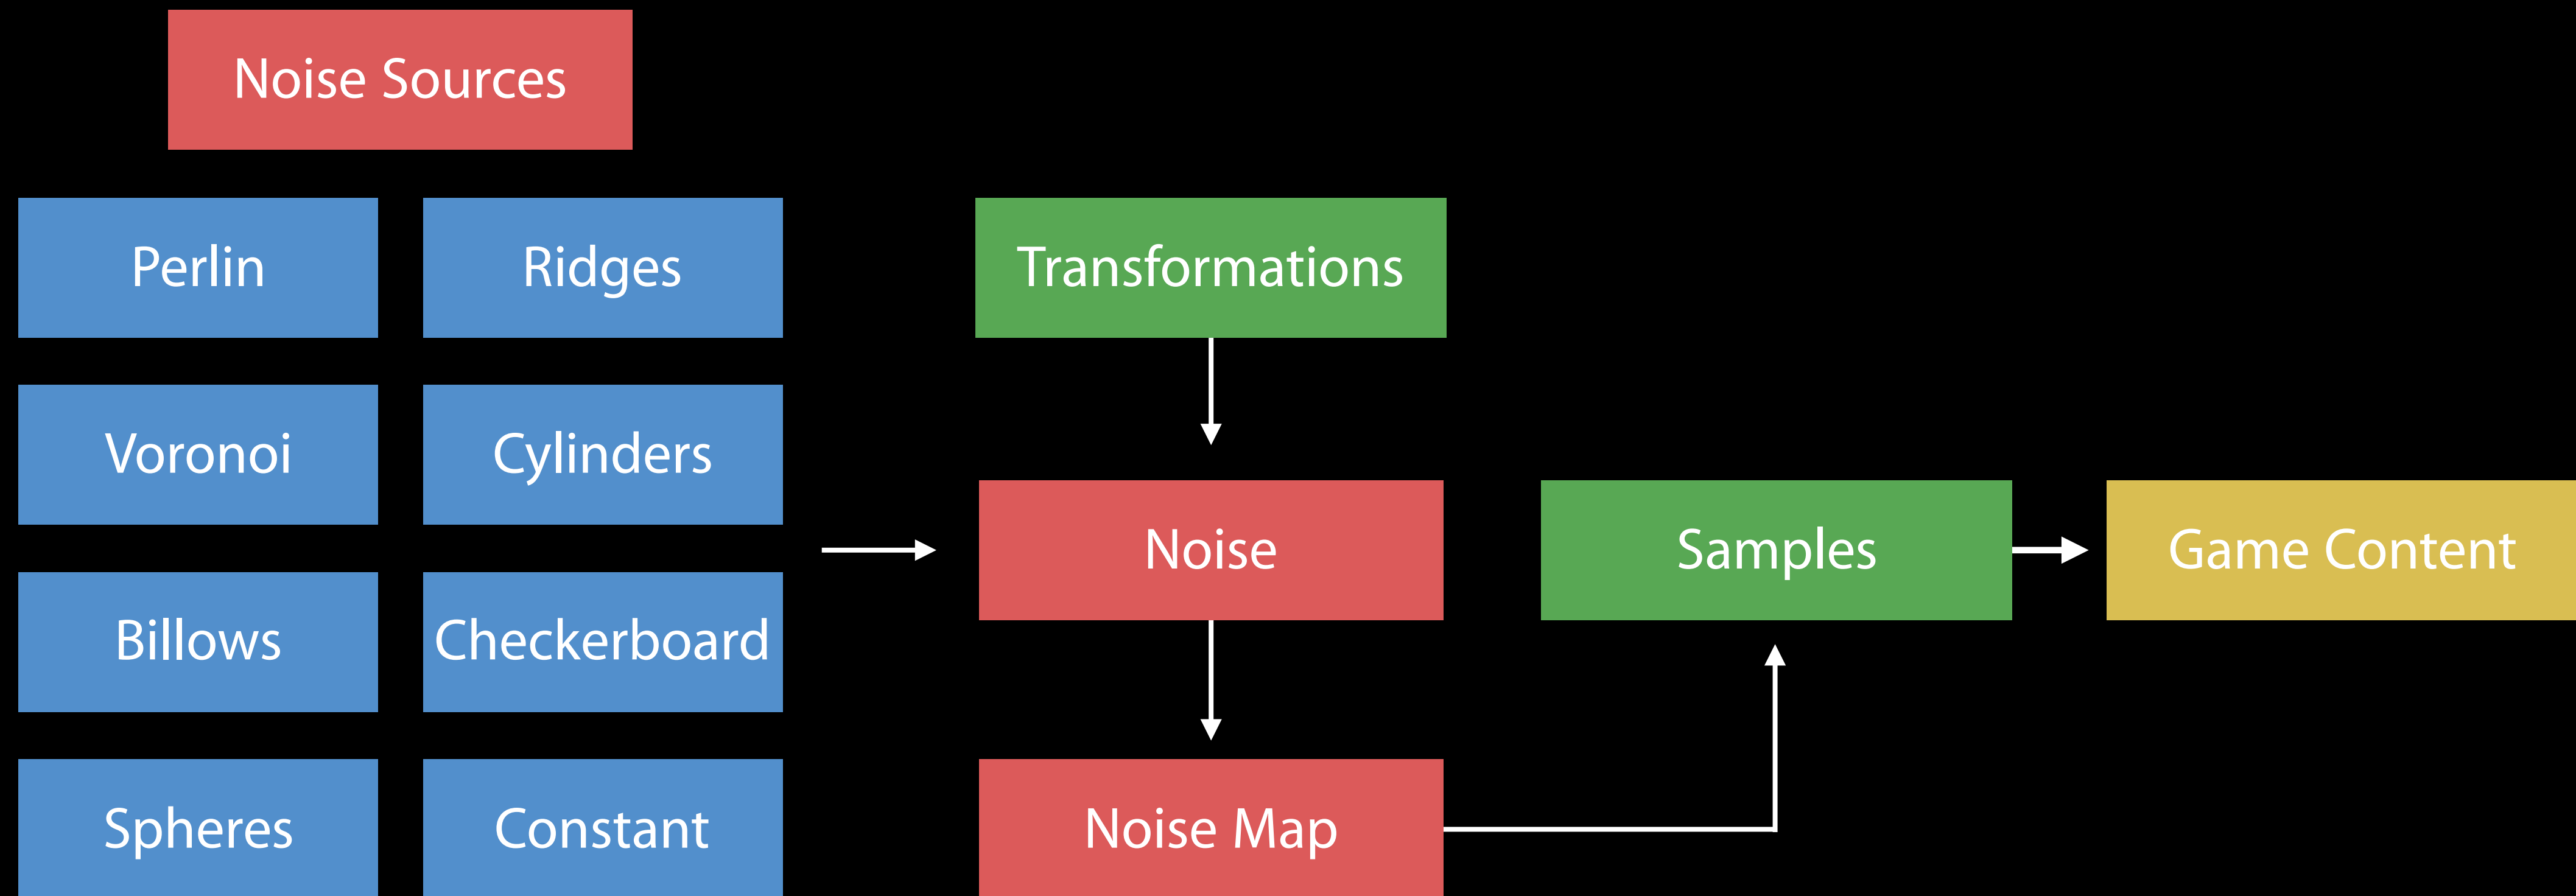 Noise Sources
Perlin
Ridges
Transformations
Voronoi
Cylinders
Noise
Samples
Game Content
Billows
Checkerboard
Spheres
Constant
Noise Map